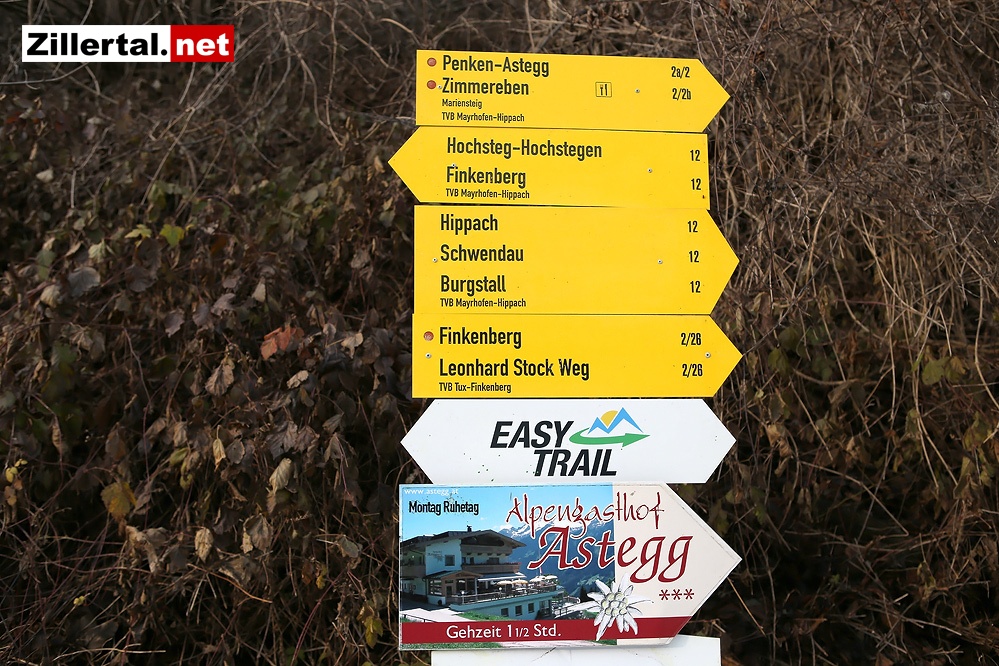 Zillertal.net
Penken-Astegg 2a/2
Zimmereben 2/2b
Mariensteig
TVB Mayrhofen-Hippach
Hochsteg-Hochstegen 12
Finkenberg 12
TVB Mayrhofen-Hippach
Hippach 12
Schwendau 12
Burgstall 12
TVB Mayrhofen-Hippach
Finkenberg 2/26
Leonhard Stock Weg 2/26
TVB Tux-Finkenberg
EASY
TRAIL
www.astegg.at
Montag Ruhetag
Alpengasthof
Astegg
***
Gehzeit 1 1/2 Std.